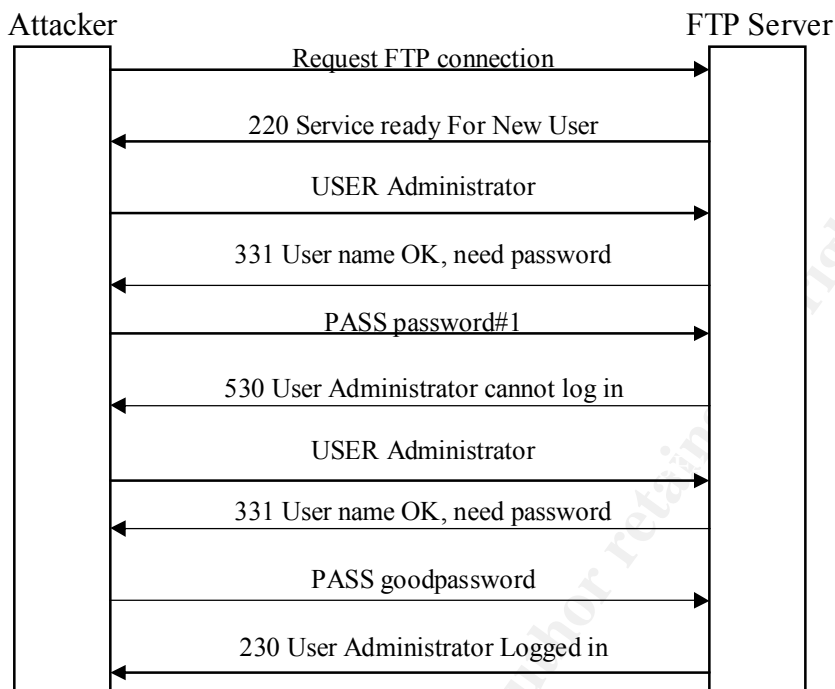 Attacker
FTP Server
Request FTP connection
220 Service ready For New User
USER Administrator
331 User name OK, need password
PASS password#1
530 User Administrator cannot log in
USER Administrator
331 User name OK, need password
PASS goodpassword
230 User Administrator Logged in
author retains